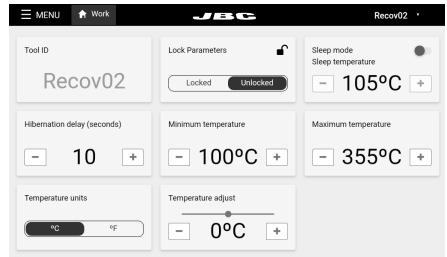 MENU Work JBC Recov02
Tool ID
Recov02
Lock Parameters
Locked Unlocked
Sleep mode
Sleep temperature
- 105ºC +
Hibernation delay (seconds)
- 10 +
Minimum temperature
- 100ºC +
Maximum temperature
- 355ºC +
Temperature units
ºC ºF
Temperature adjust
- 0ºC +